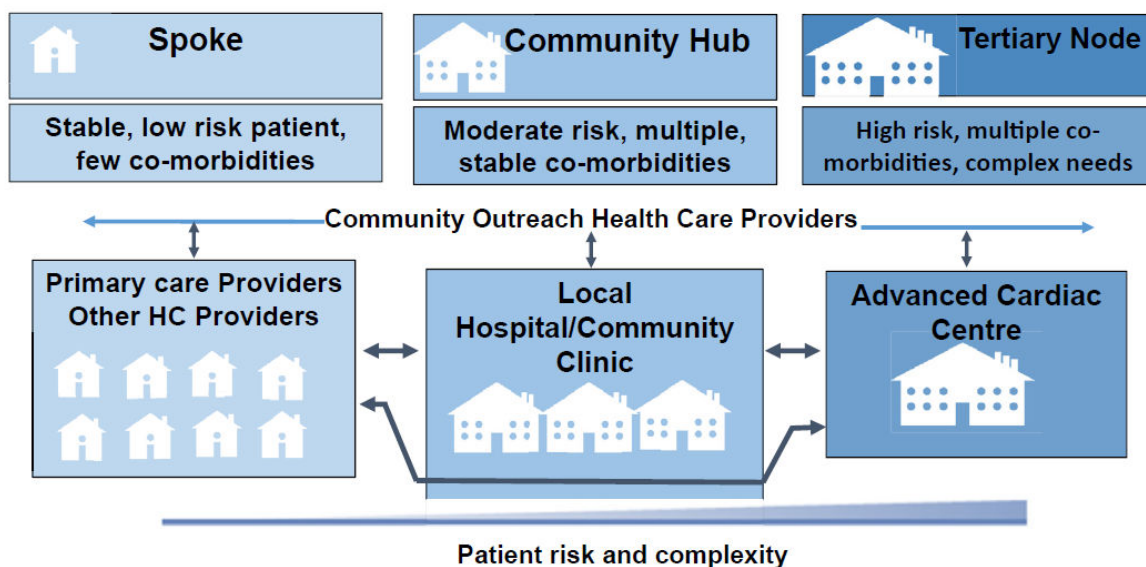 Spoke
Community Hub
Tertiary Node
Stable, low risk patient,
few co-morbidities
Moderate risk, multiple,
stable co-morbidities
High risk, multiple co-
morbidities, complex needs
Community Outreach Health Care Providers
Primary care Providers
Other HC Providers
Local
Hospital/Community
Clinic
Advanced Cardiac
Centre
Patient risk and complexity